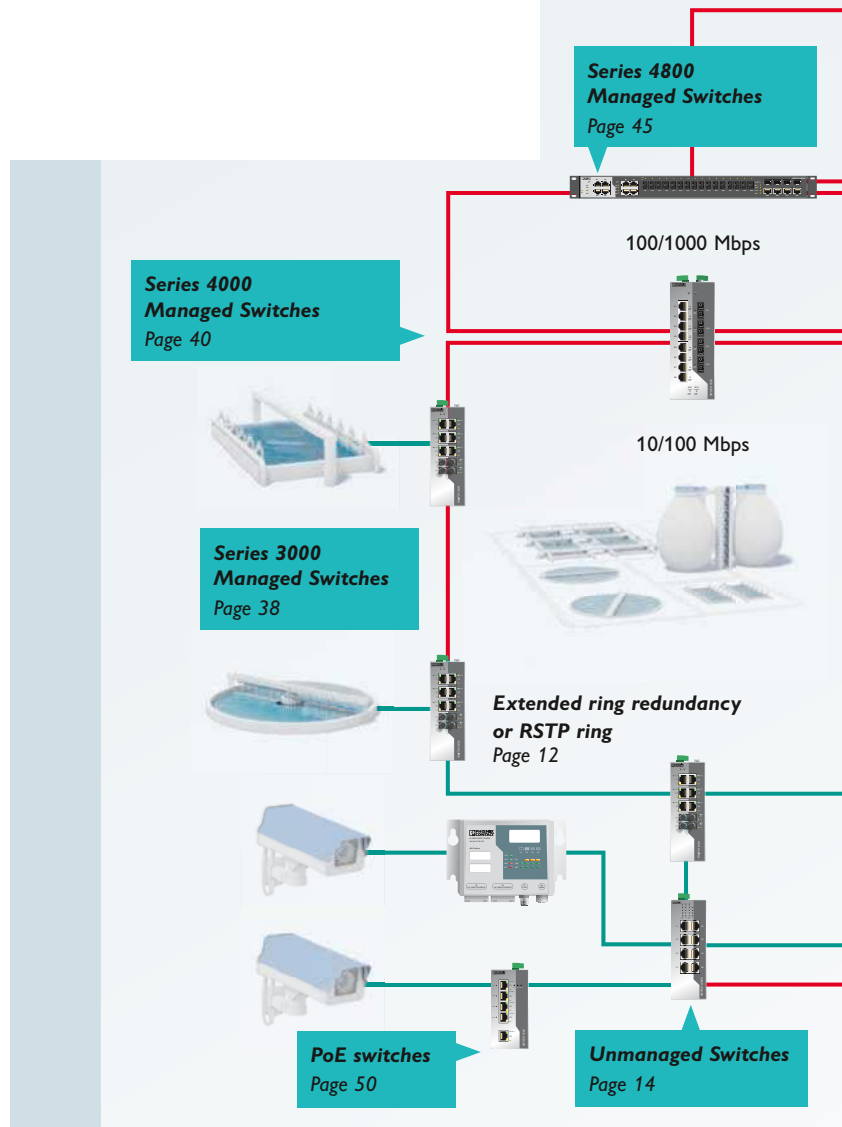 Series 4800
Managed Switches
Page 45
100/1000 Mbps
Series 4000
Managed Switches
Page 40
10/100 Mbps
Series 3000
Managed Switches
Page 38
Extended ring redundancy
or RSTP ring
Page 12
PHOENIX
CONTACT
PoE switches
Page 50
Unmanaged Switches
Page 14